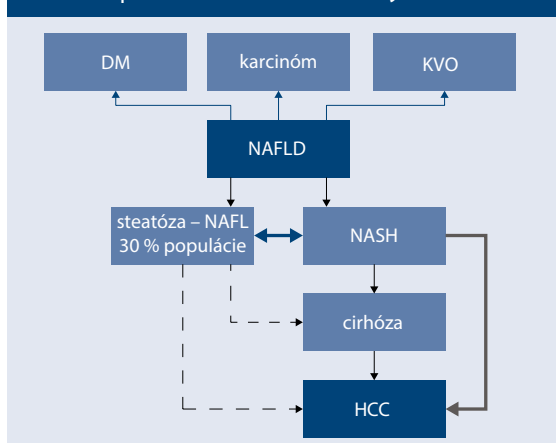 DM
karcinóm
KVO
NAFLD
steatóza – NAFL
30 % populácie
NASH
cirhóza
HCC